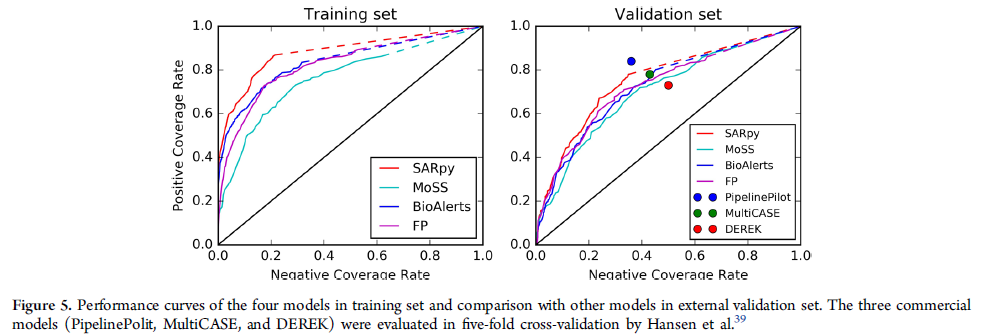 Training set
Validation set
1.0
0.8
0.6
0.4
0.2
0.0
Positive Coverage Rate
0.0 0.2 0.4 0.6 0.8 1.0
Negative Coverage Rate
SARpy
MoSS
BioAlerts
FP
1.0
0.8
0.6
0.4
0.2
0.0
0.0 0.2 0.4 0.6 0.8 1.0
Negative Coverage Rate
SARpy
MoSS
BioAlerts
FP
PipelinePilot
MultiCASE
DEREK
Figure 5. Performance curves of the four models in training set and comparison with other models in external validation set. The three commercial
models (PipelinePolit, MultiCASE, and DEREK) were evaluated in five-fold cross-validation by Hansen et al.39